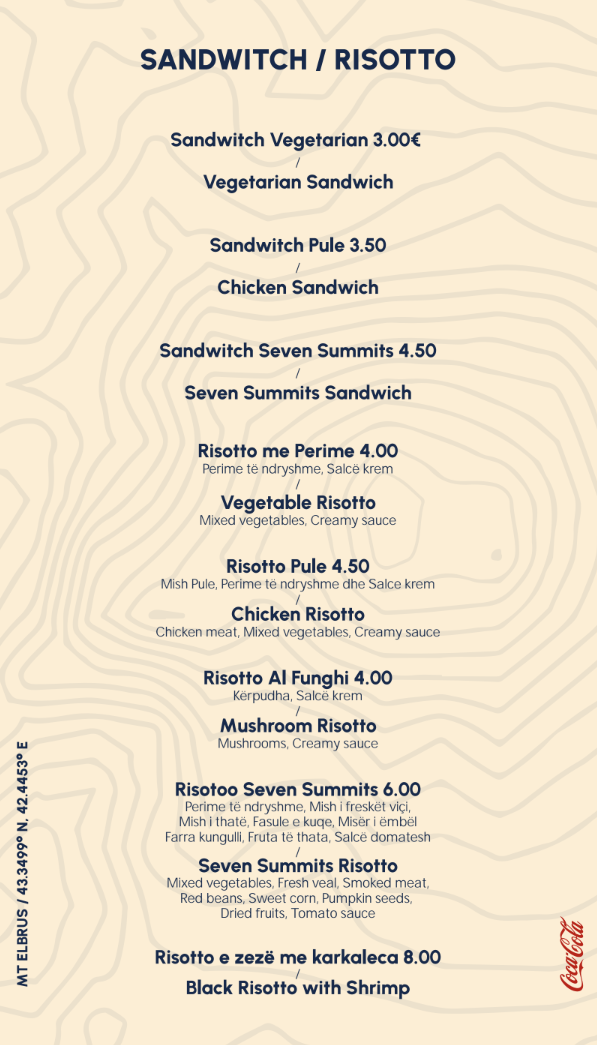 SANDWITCH / RISOTTO
Sandwitch Vegetarian 3.00€
/
Vegetarian Sandwich
Sandwitch Pule 3.50
/
Chicken Sandwich
Sandwitch Seven Summits 4.50
/
Seven Summits Sandwich
Risotto me Perime 4.00
Perime të ndryshme, Salcë krem
/
Vegetable Risotto
Mixed vegetables, Creamy sauce
Risotto Pule 4.50
Mish Pule, Perime të ndryshme dhe Salce krem
/
Chicken Risotto
Chicken meat, Mixed vegetables, Creamy sauce
Risotto Al Funghi 4.00
Kërpudha, Salcë krem
/
Mushroom Risotto
Mushrooms, Creamy sauce
Risotoo Seven Summits 6.00
Perime të ndryshme, Mish i freskët viçi,
Mish i thatë, Fasule e kuqe, Misër i ëmbël
Farra kungulli, Fruta të thata, Salcë domatesh
/
Seven Summits Risotto
Mixed vegetables, Fresh veal, Smoked meat,
Red beans, Sweet corn, Pumpkin seeds,
Dried fruits, Tomato sauce
Risotto e zezë me karkaleca 8.00
/
Black Risotto with Shrimp
MT ELBRUS / 43.3499° N, 42.4453° E
Coca-Cola